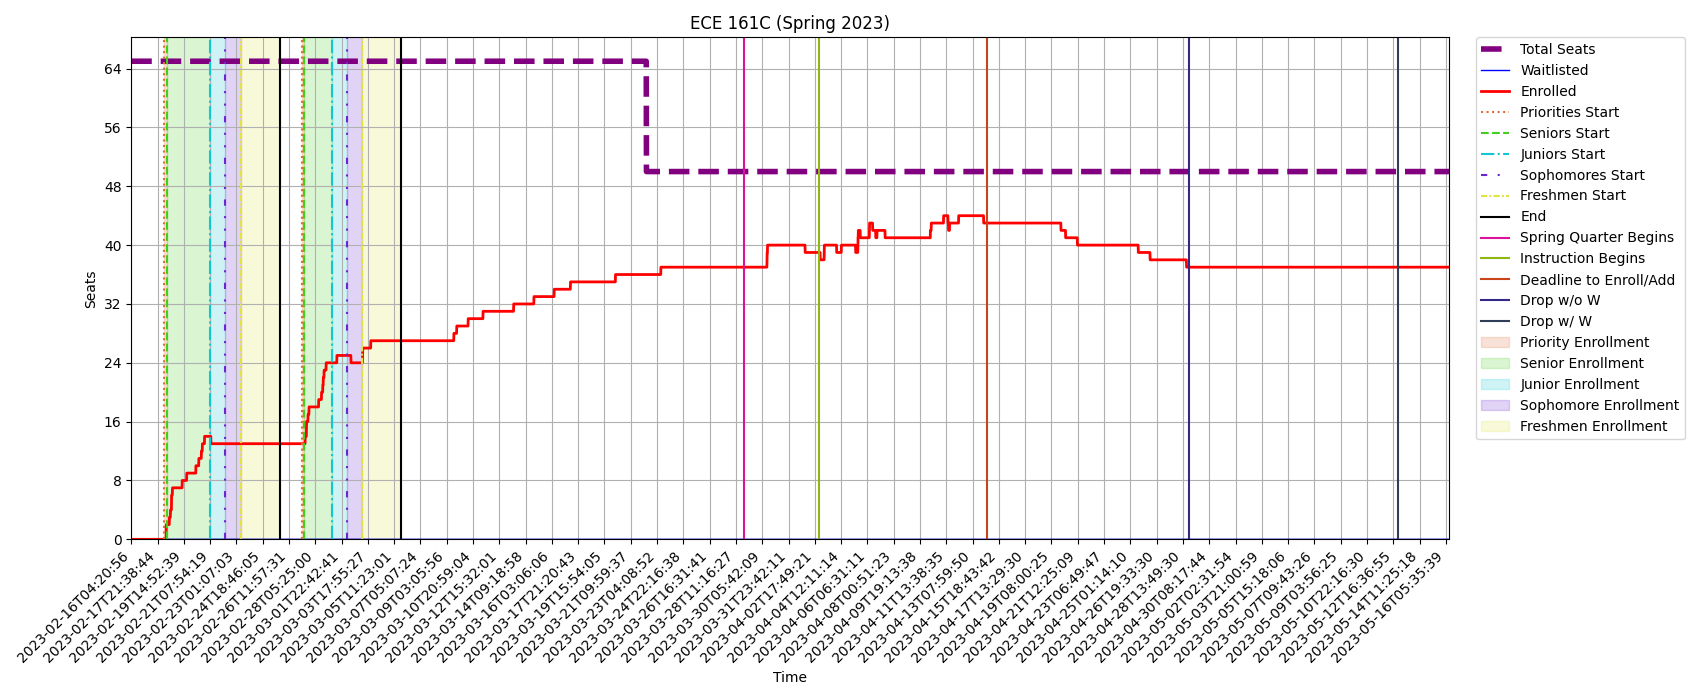 ECE 161C (Spring 2023)
Seats
64
56
48
40
32
24
16
8
0
2023-02-16T04:20:56
2023-02-17T21:38:44
2023-02-19T14:52:39
2023-02-21T07:54:19
2023-02-23T01:07:03
2023-02-24T18:46:05
2023-02-26T11:57:31
2023-02-28T05:25:00
2023-03-01T22:42:41
2023-03-03T17:55:27
2023-03-05T11:23:01
2023-03-07T05:07:24
2023-03-09T03:05:56
2023-03-10T20:59:04
2023-03-12T15:32:01
2023-03-14T09:18:58
2023-03-16T03:06:06
2023-03-17T21:20:43
2023-03-19T15:54:05
2023-03-21T09:59:37
2023-03-23T04:08:52
2023-03-24T22:16:38
2023-03-26T16:31:41
2023-03-28T11:16:27
2023-03-30T05:42:09
2023-03-31T23:42:11
2023-04-02T17:49:21
2023-04-04T12:11:14
2023-04-06T06:31:11
2023-04-08T00:51:23
2023-04-09T19:13:38
2023-04-11T13:38:35
2023-04-13T07:59:50
2023-04-15T18:43:42
2023-04-17T13:29:30
2023-04-19T08:00:25
2023-04-21T12:25:09
2023-04-23T06:49:47
2023-04-25T01:14:10
2023-04-26T19:33:30
2023-04-28T13:49:30
2023-04-30T08:17:44
2023-05-02T02:31:54
2023-05-03T21:00:59
2023-05-05T15:18:06
2023-05-07T09:43:26
2023-05-09T03:56:25
2023-05-10T22:16:30
2023-05-12T16:36:55
2023-05-14T11:25:18
2023-05-16T05:35:39
Time
Total Seats
Waitlisted
Enrolled
Priorities Start
Seniors Start
Juniors Start
Sophomores Start
Freshmen Start
End
Spring Quarter Begins
Instruction Begins
Deadline to Enroll/Add
Drop w/o W
Drop w/ W
Priority Enrollment
Senior Enrollment
Junior Enrollment
Sophomore Enrollment
Freshmen Enrollment